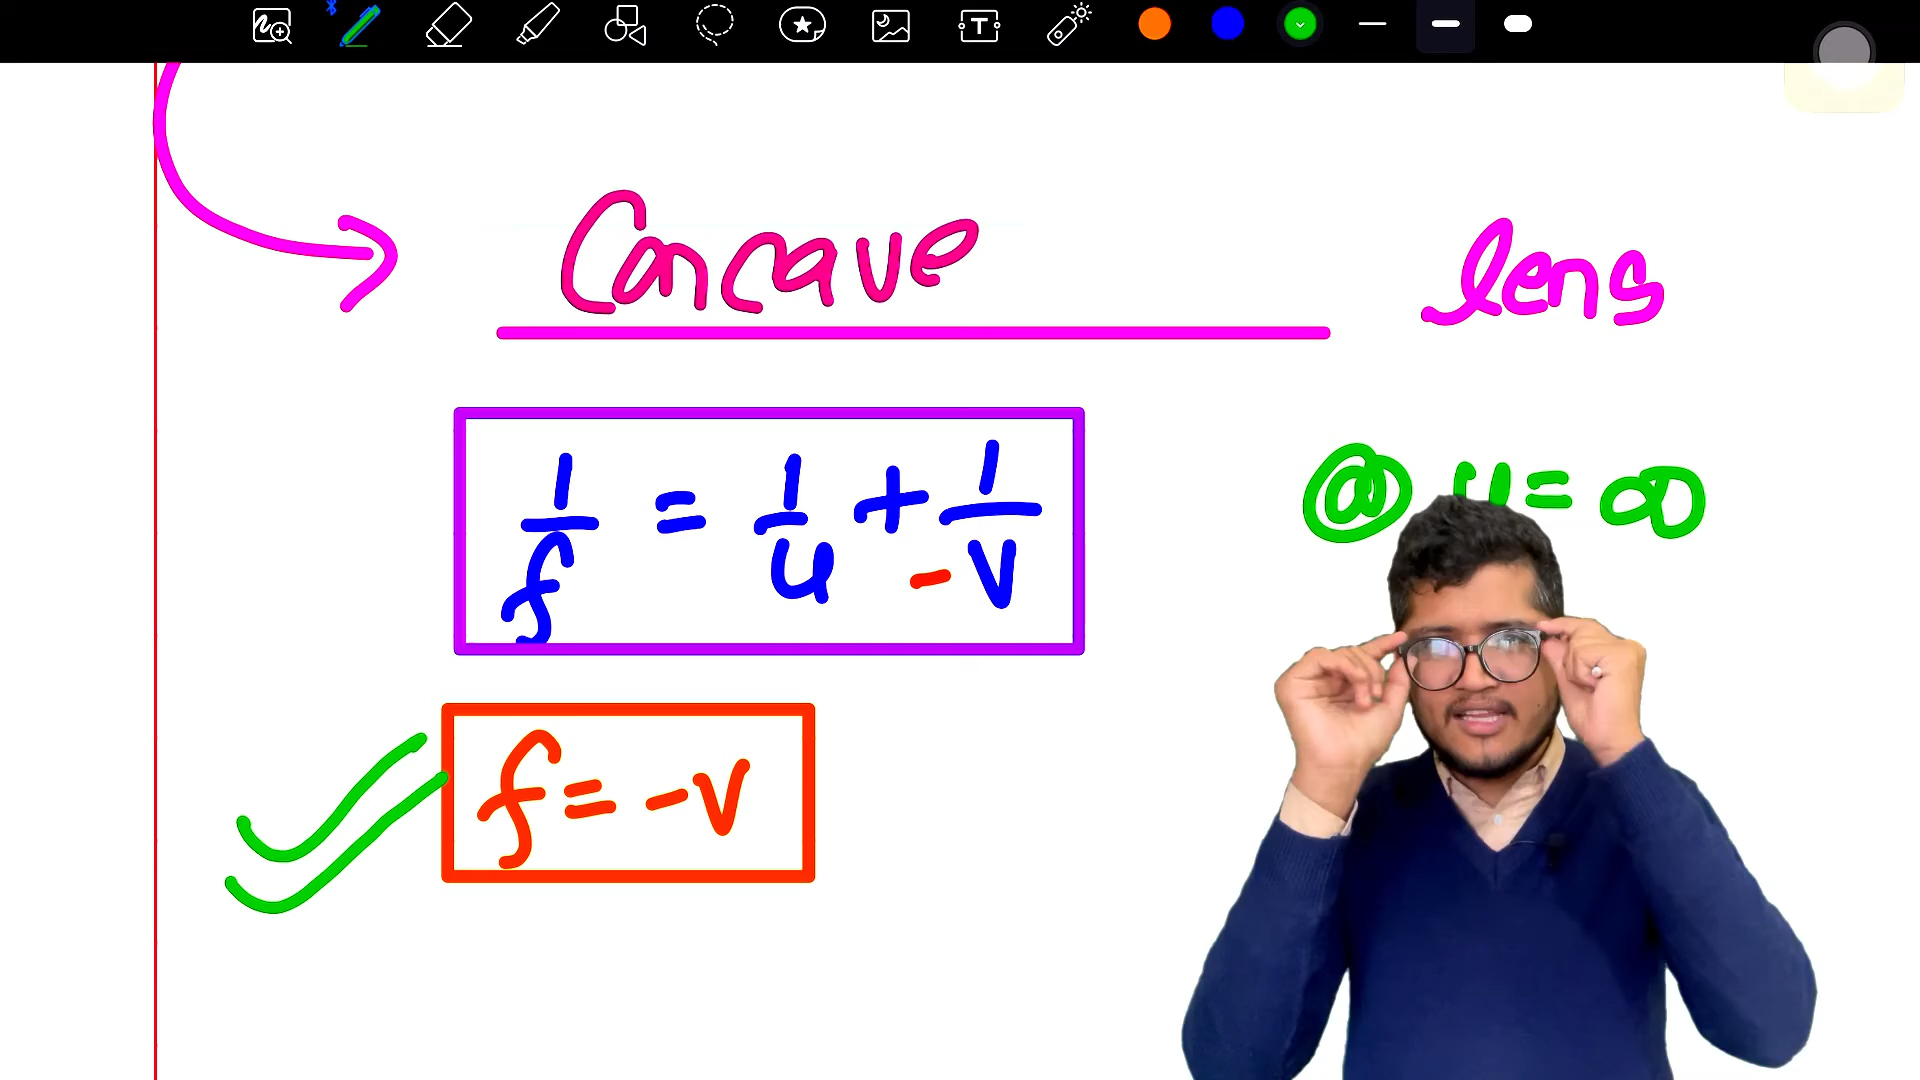 Concave lens
1/f = 1/u + 1/-v
@ u = ∞
f = -v